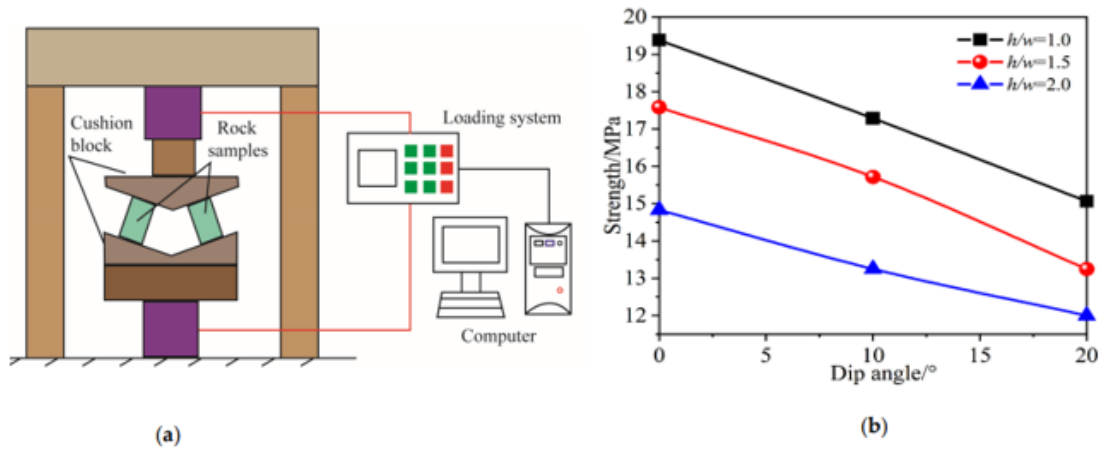 Cushion
block
Rock
samples
Loading system
Computer
(a)
20
19
18
17
16
15
14
13
12
Strength/MPa
h/w=1.0
h/w=1.5
h/w=2.0
0
5
10
15
20
Dip angle/°
(b)